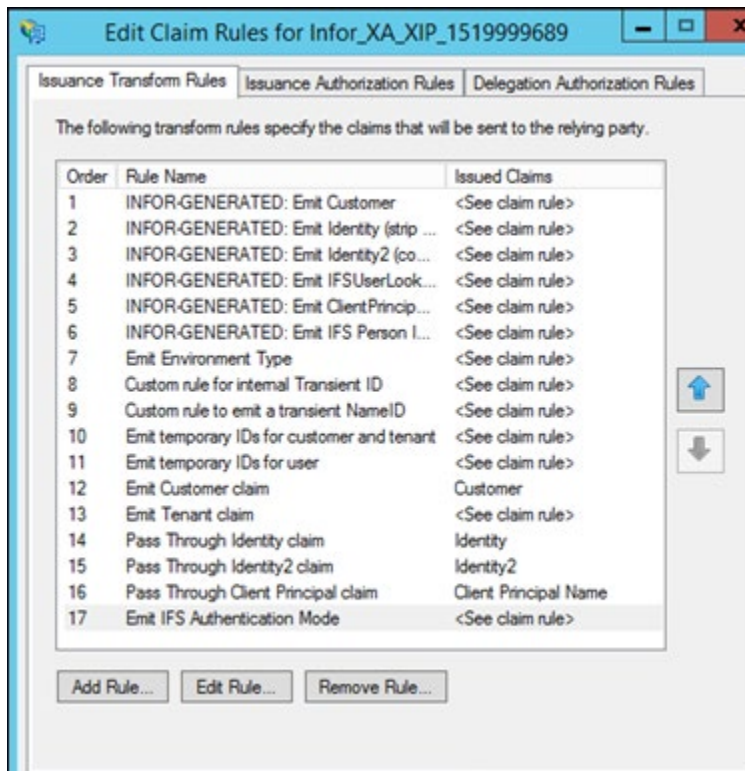 Edit Claim Rules for Infor_XA_XIP_1519999689
Issuance Transform Rules Issuance Authorization Rules Delegation Authorization Rules
The following transform rules specify the claims that will be sent to the relying party.
Order Rule Name Issued Claims
1 INFOR-GENERATED: Emit Customer <See claim rule>
2 INFOR-GENERATED: Emit Identity (strip ... <See claim rule>
3 INFOR-GENERATED: Emit Identity2 (co... <See claim rule>
4 INFOR-GENERATED: Emit IFSUserLook... <See claim rule>
5 INFOR-GENERATED: Emit ClientPrincip... <See claim rule>
6 INFOR-GENERATED: Emit IFS Person I... <See claim rule>
7 Emit Environment Type <See claim rule>
8 Custom rule for internal Transient ID <See claim rule>
9 Custom rule to emit a transient NameID <See claim rule>
10 Emit temporary IDs for customer and tenant <See claim rule>
11 Emit temporary IDs for user <See claim rule>
12 Emit Customer claim Customer
13 Emit Tenant claim <See claim rule>
14 Pass Through Identity claim Identity
15 Pass Through Identity2 claim Identity2
16 Pass Through Client Principal claim Client Principal Name
17 Emit IFS Authentication Mode <See claim rule>
Add Rule... Edit Rule... Remove Rule...